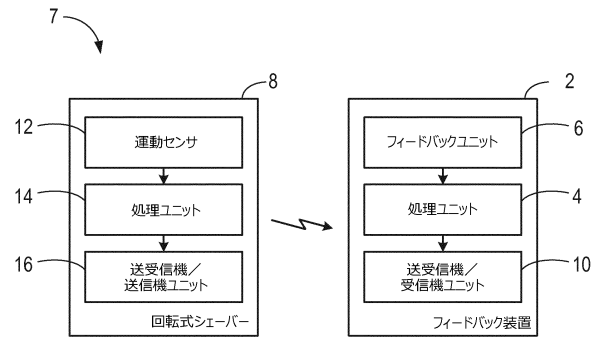 7
8
12
運動センサ
14
処理ユニット
16
送受信機／
送信機ユニット
回転式シェーバー
2
フィードバックユニット
6
処理ユニット
4
送受信機／
受信機ユニット
10
フィードバック装置